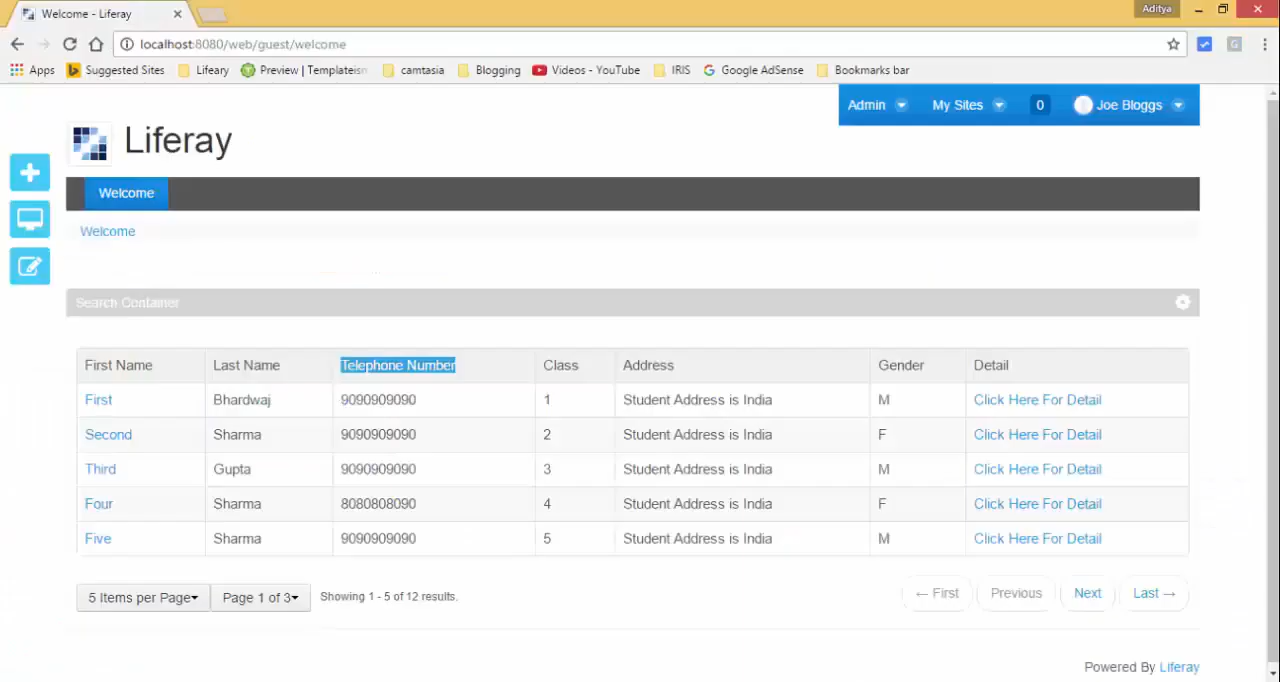 Welcome - Liferay
Aditya
localhost:8080/web/guest/welcome
Apps Suggested Sites Lifeary Preview | Templateism camtasia Blogging Videos - YouTube IRIS Google AdSense Bookmarks bar
Admin My Sites 0 Joe Bloggs
Liferay
Welcome
Welcome
Search Container
First Name Last Name Telephone Number Class Address Gender Detail
First Bhardwaj 9090909090 1 Student Address is India M Click Here For Detail
Second Sharma 9090909090 2 Student Address is India F Click Here For Detail
Third Gupta 9090909090 3 Student Address is India M Click Here For Detail
Four Sharma 8080808090 4 Student Address is India F Click Here For Detail
Five Sharma 9090909090 5 Student Address is India M Click Here For Detail
5 Items per Page Page 1 of 3 Showing 1 - 5 of 12 results. ← First Previous Next Last →
Powered By Liferay